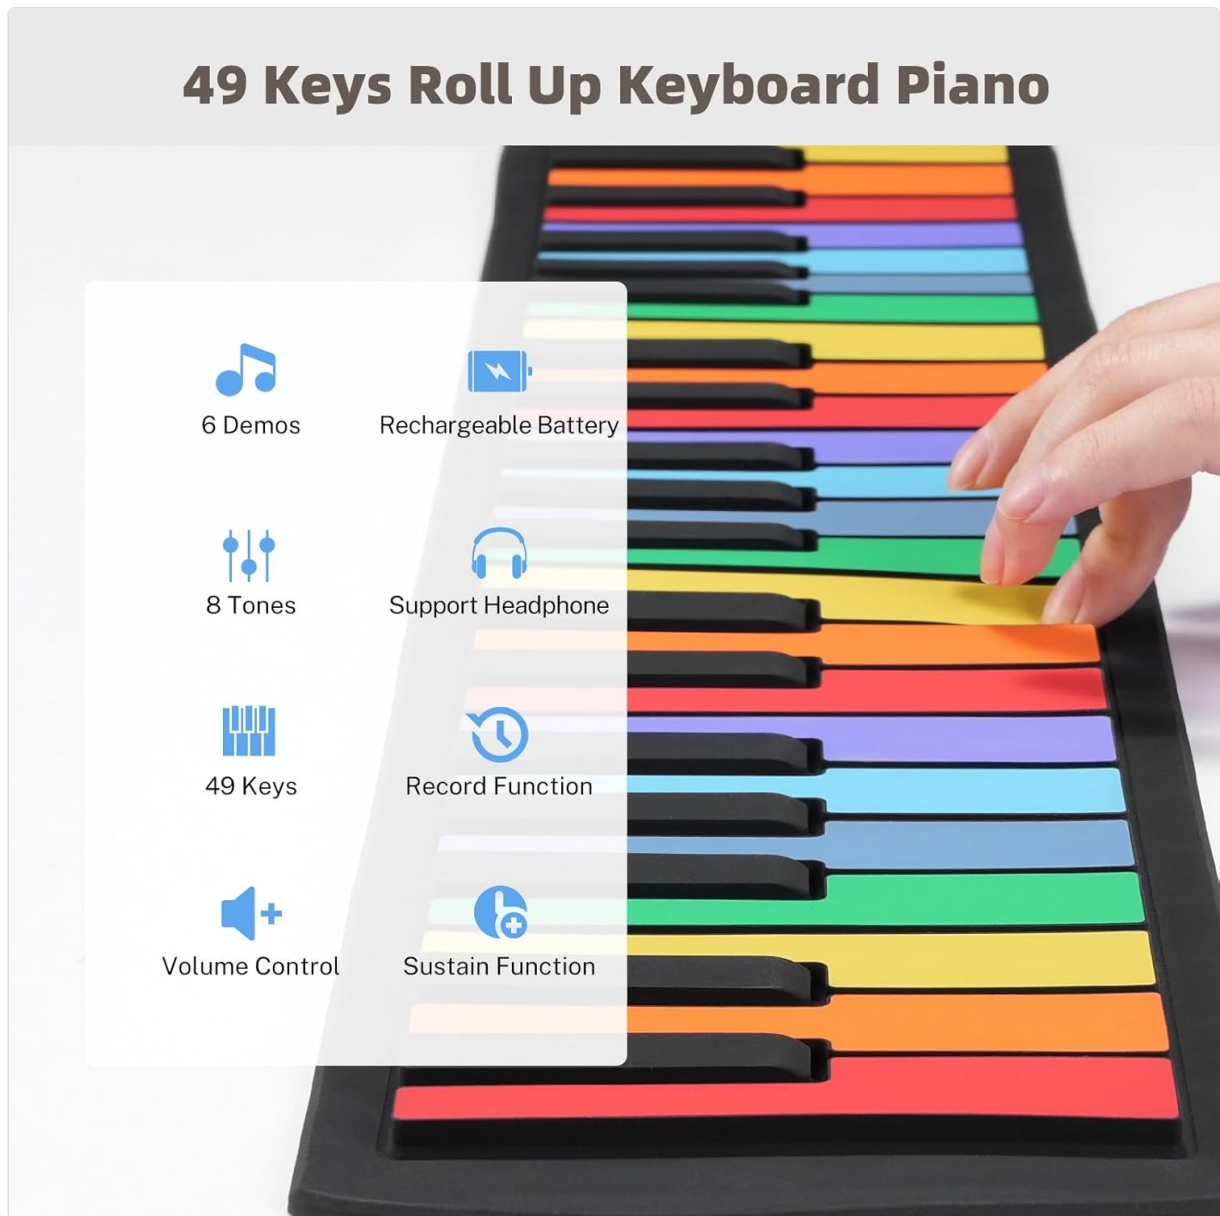 49 Keys Roll Up Keyboard Piano
6 Demos
Rechargeable Battery
8 Tones
Support Headphone
49 Keys
Record Function
Volume Control
Sustain Function